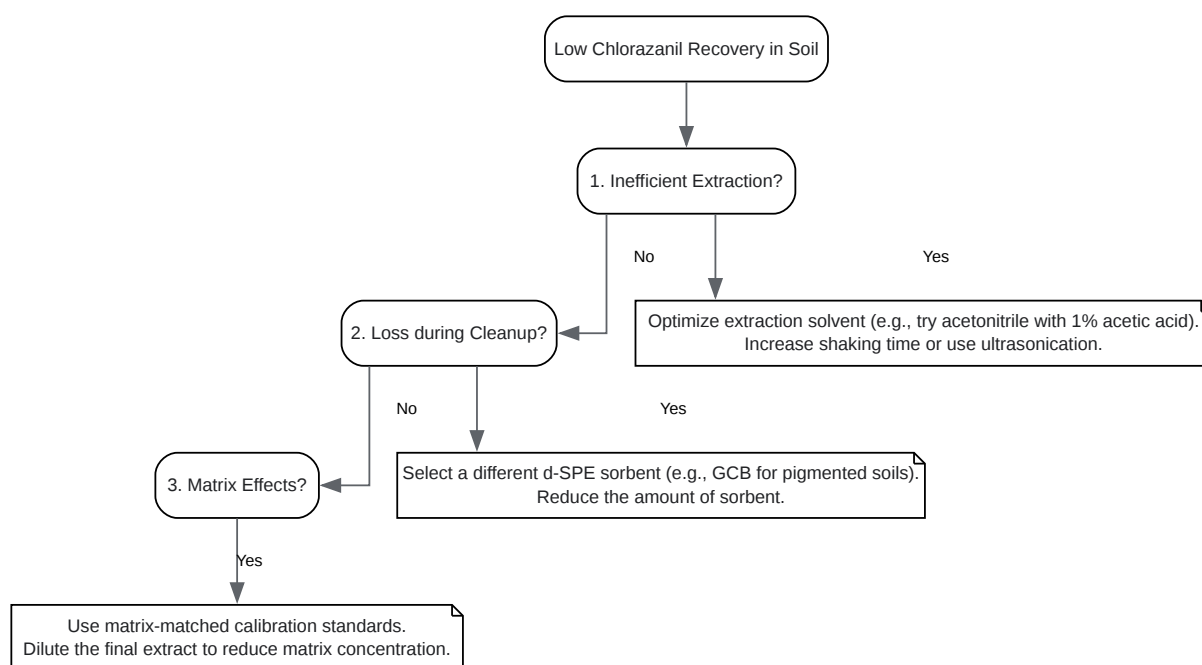 Low Chlorazanil Recovery in Soil
1. Inefficient Extraction?
No
Yes
2. Loss during Cleanup?
Optimize extraction solvent (e.g., try acetonitrile with 1% acetic acid).
Increase shaking time or use ultrasonication.
No
Yes
3. Matrix Effects?
Select a different d-SPE sorbent (e.g., GCB for pigmented soils).
Reduce the amount of sorbent.
Yes
Use matrix-matched calibration standards.
Dilute the final extract to reduce matrix concentration.